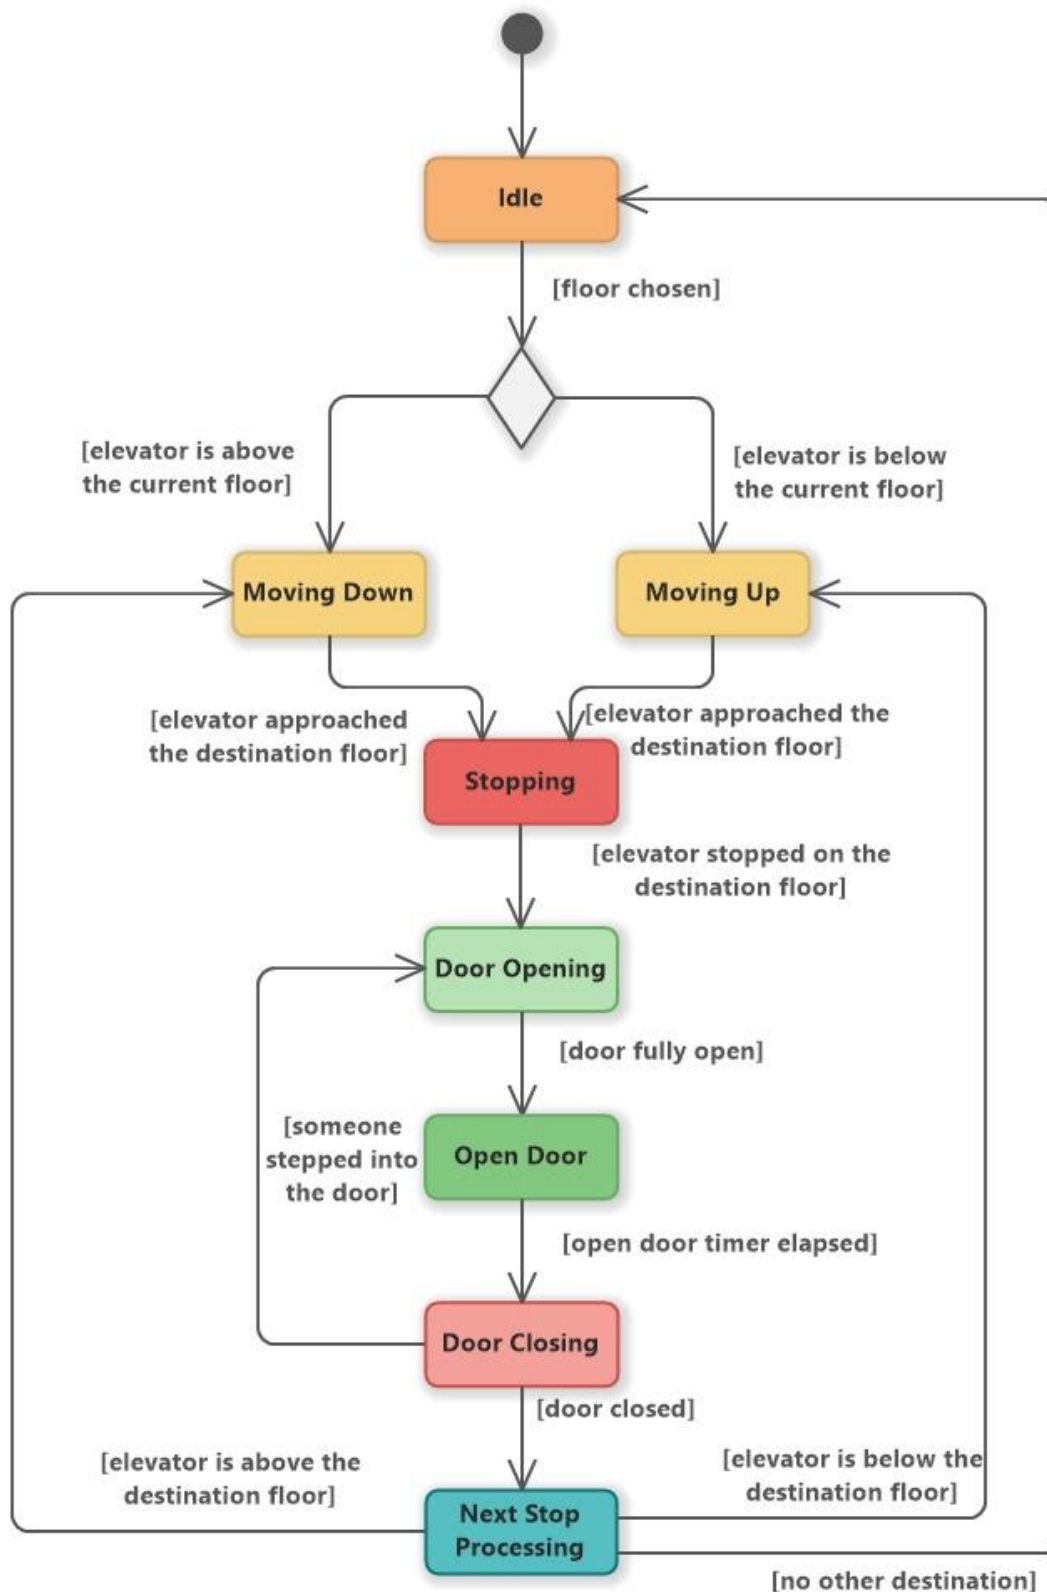 Idle
[floor chosen]
[elevator is above
the current floor]
[elevator is below
the current floor]
Moving Down
Moving Up
[elevator approached
the destination floor]
[elevator approached the
destination floor]
Stopping
[elevator stopped on the
destination floor]
Door Opening
[door fully open]
[someone
stepped into
the door]
Open Door
[open door timer elapsed]
Door Closing
[door closed]
[elevator is above the
destination floor]
[elevator is below the
destination floor]
Next Stop
Processing
[no other destination]